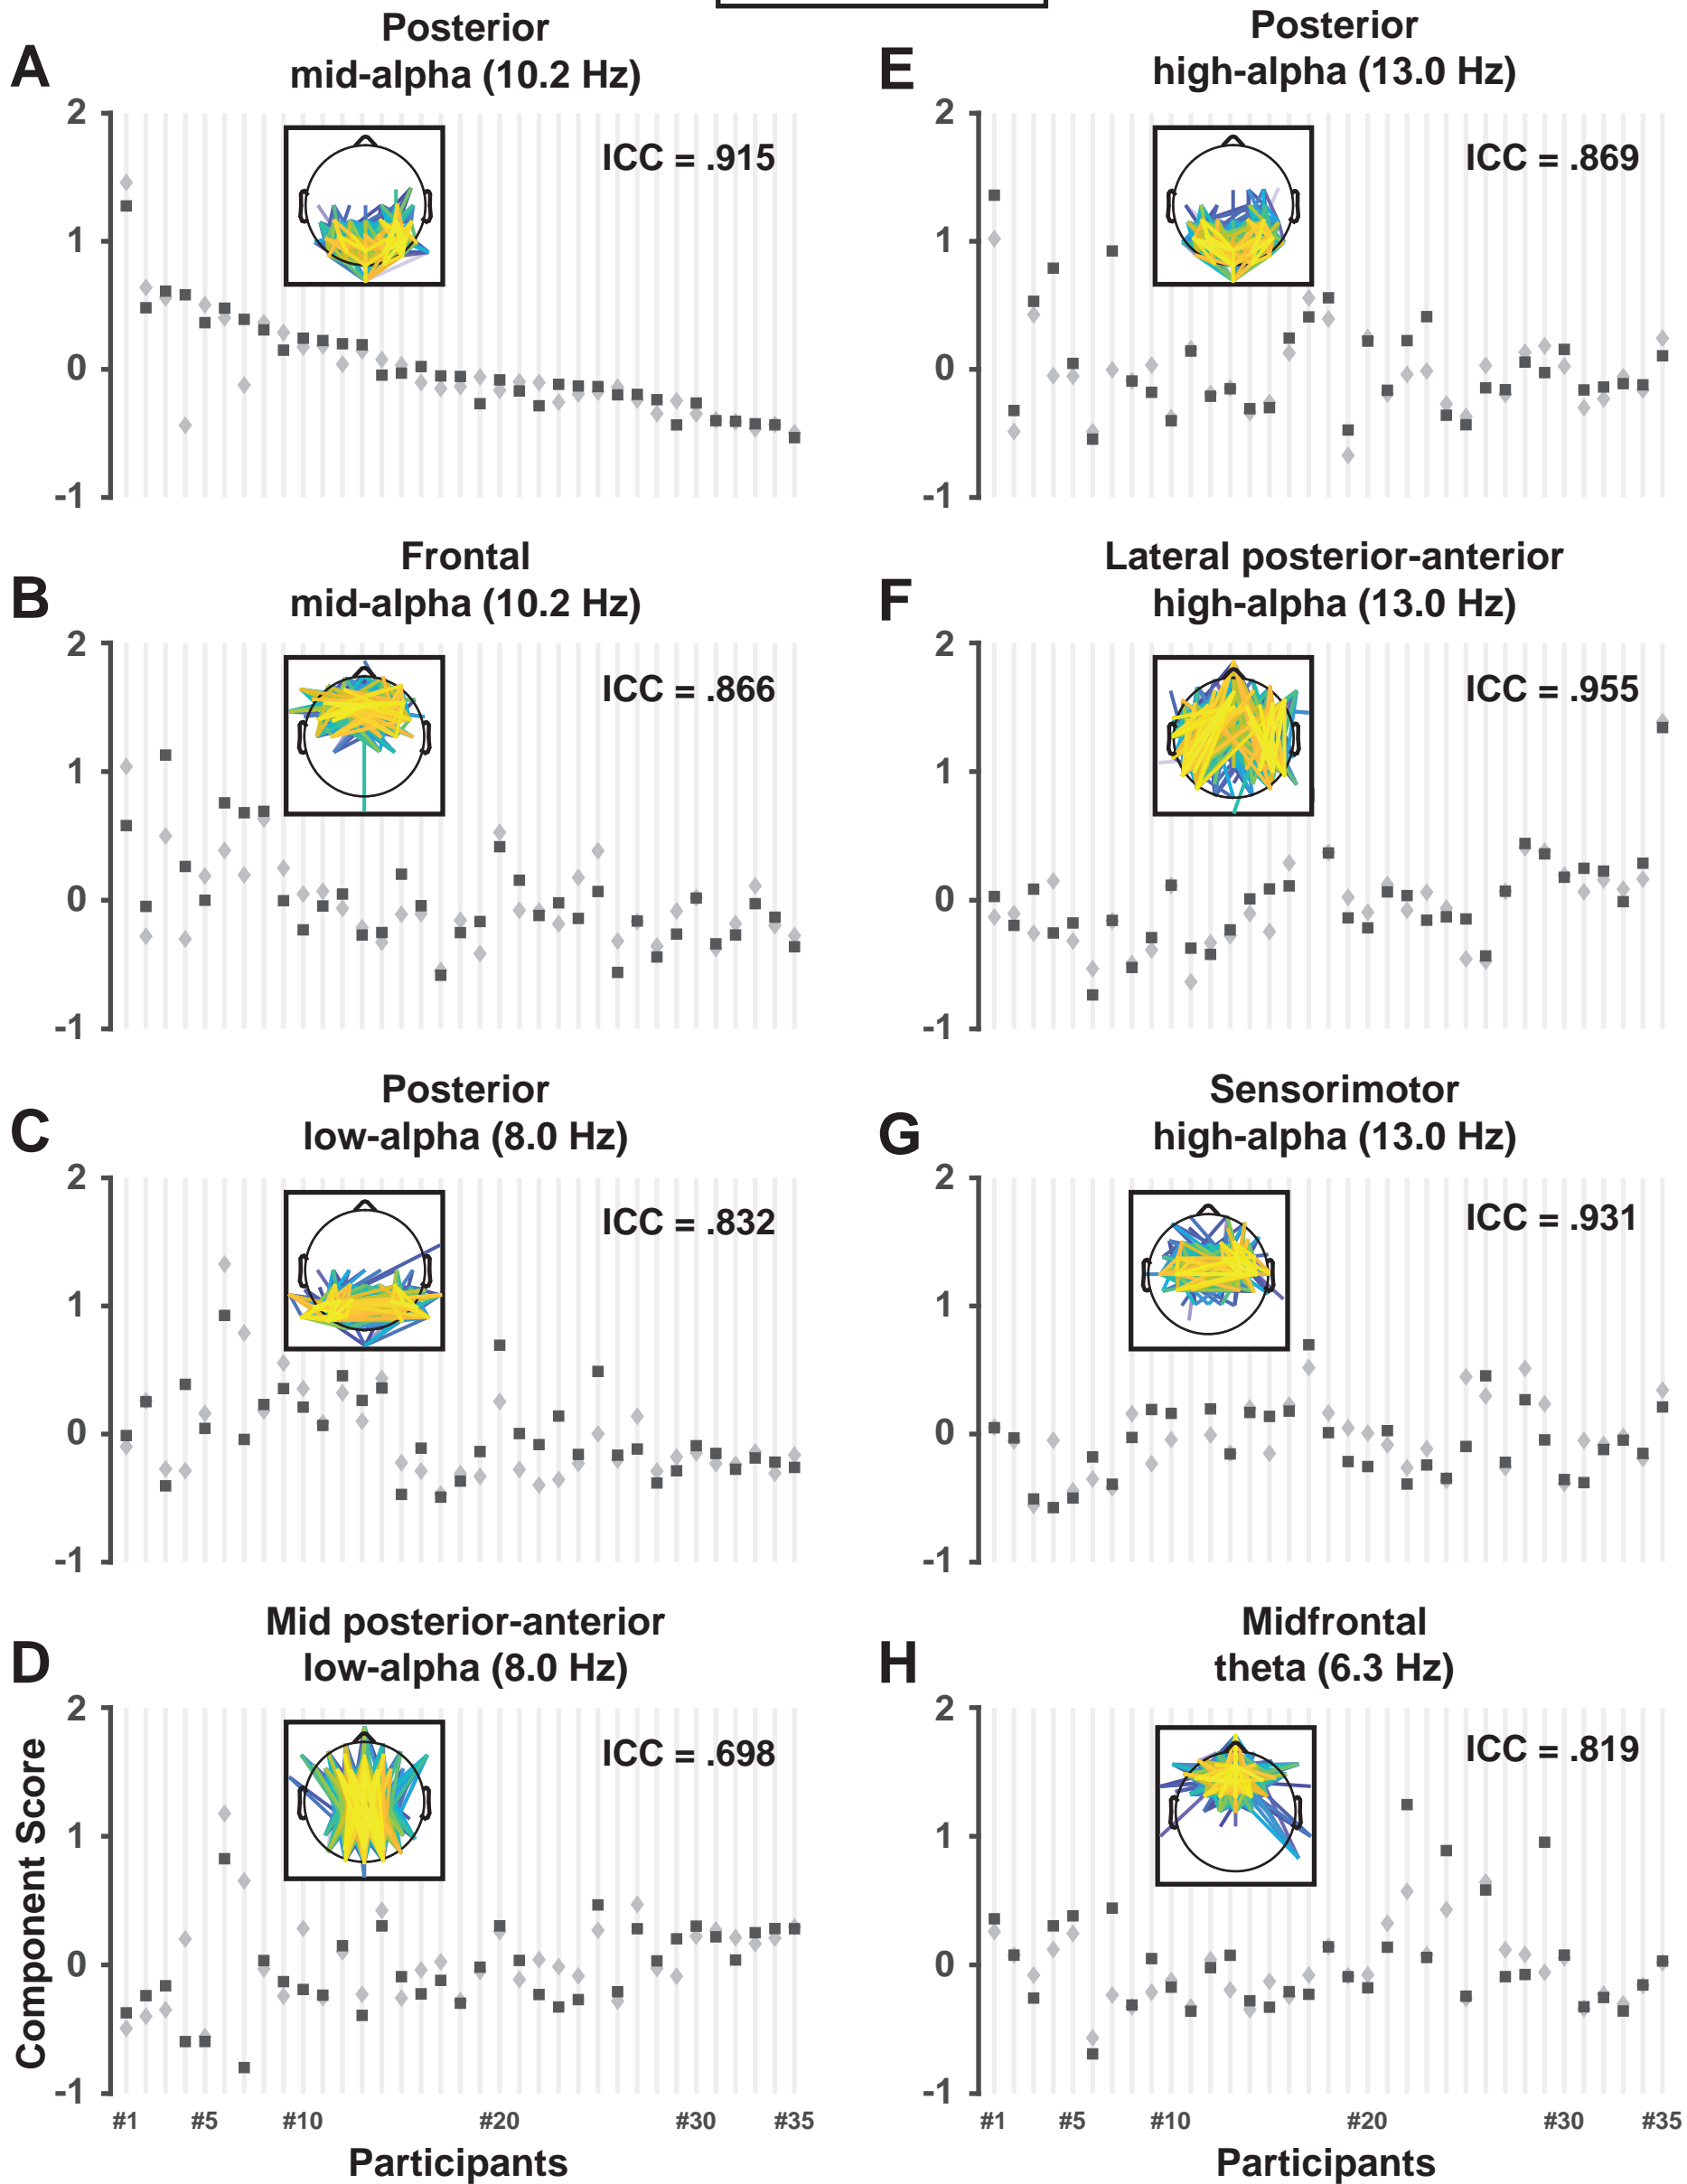 Posterior
mid-alpha (10.2 Hz)
A
2
1
0
-1
ICC = .915
Posterior
high-alpha (13.0 Hz)
E
2
1
0
-1
ICC = .869
Frontal
mid-alpha (10.2 Hz)
B
2
1
0
-1
ICC = .866
Lateral posterior-anterior
high-alpha (13.0 Hz)
F
2
1
0
-1
ICC = .955
Posterior
low-alpha (8.0 Hz)
C
2
1
0
-1
ICC = .832
Sensorimotor
high-alpha (13.0 Hz)
G
2
1
0
-1
ICC = .931
Mid posterior-anterior
low-alpha (8.0 Hz)
D
2
1
0
-1
ICC = .698
Component Score
#1 #5 #10 #20 #30 #35
Participants
Midfrontal
theta (6.3 Hz)
H
2
1
0
-1
ICC = .819
#1 #5 #10 #20 #30 #35
Participants